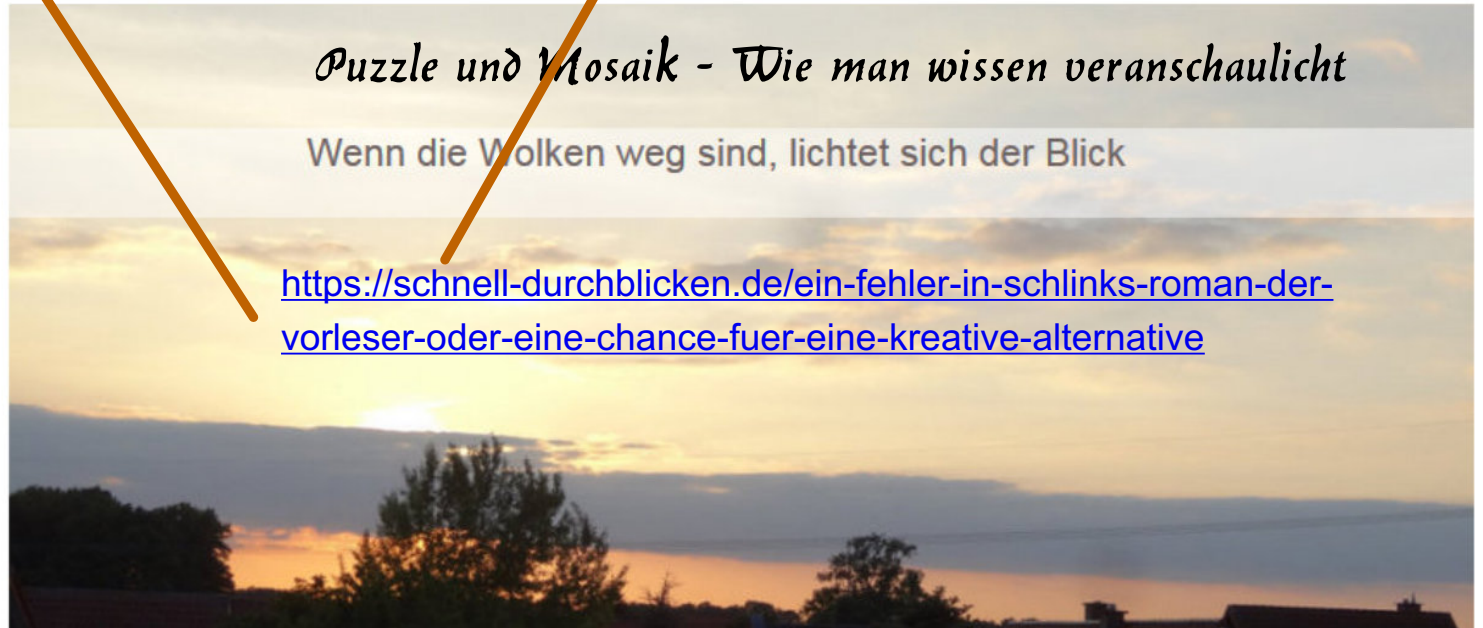 Puzzle und Mosaik - Wie man wissen veranschaulicht
Wenn die Wolken weg sind, lichtet sich der Blick
https://schnell-durchblicken.de/ein-fehler-in-schlinks-roman-der-
vorleser-oder-eine-chance-fuer-eine-kreative-alternative